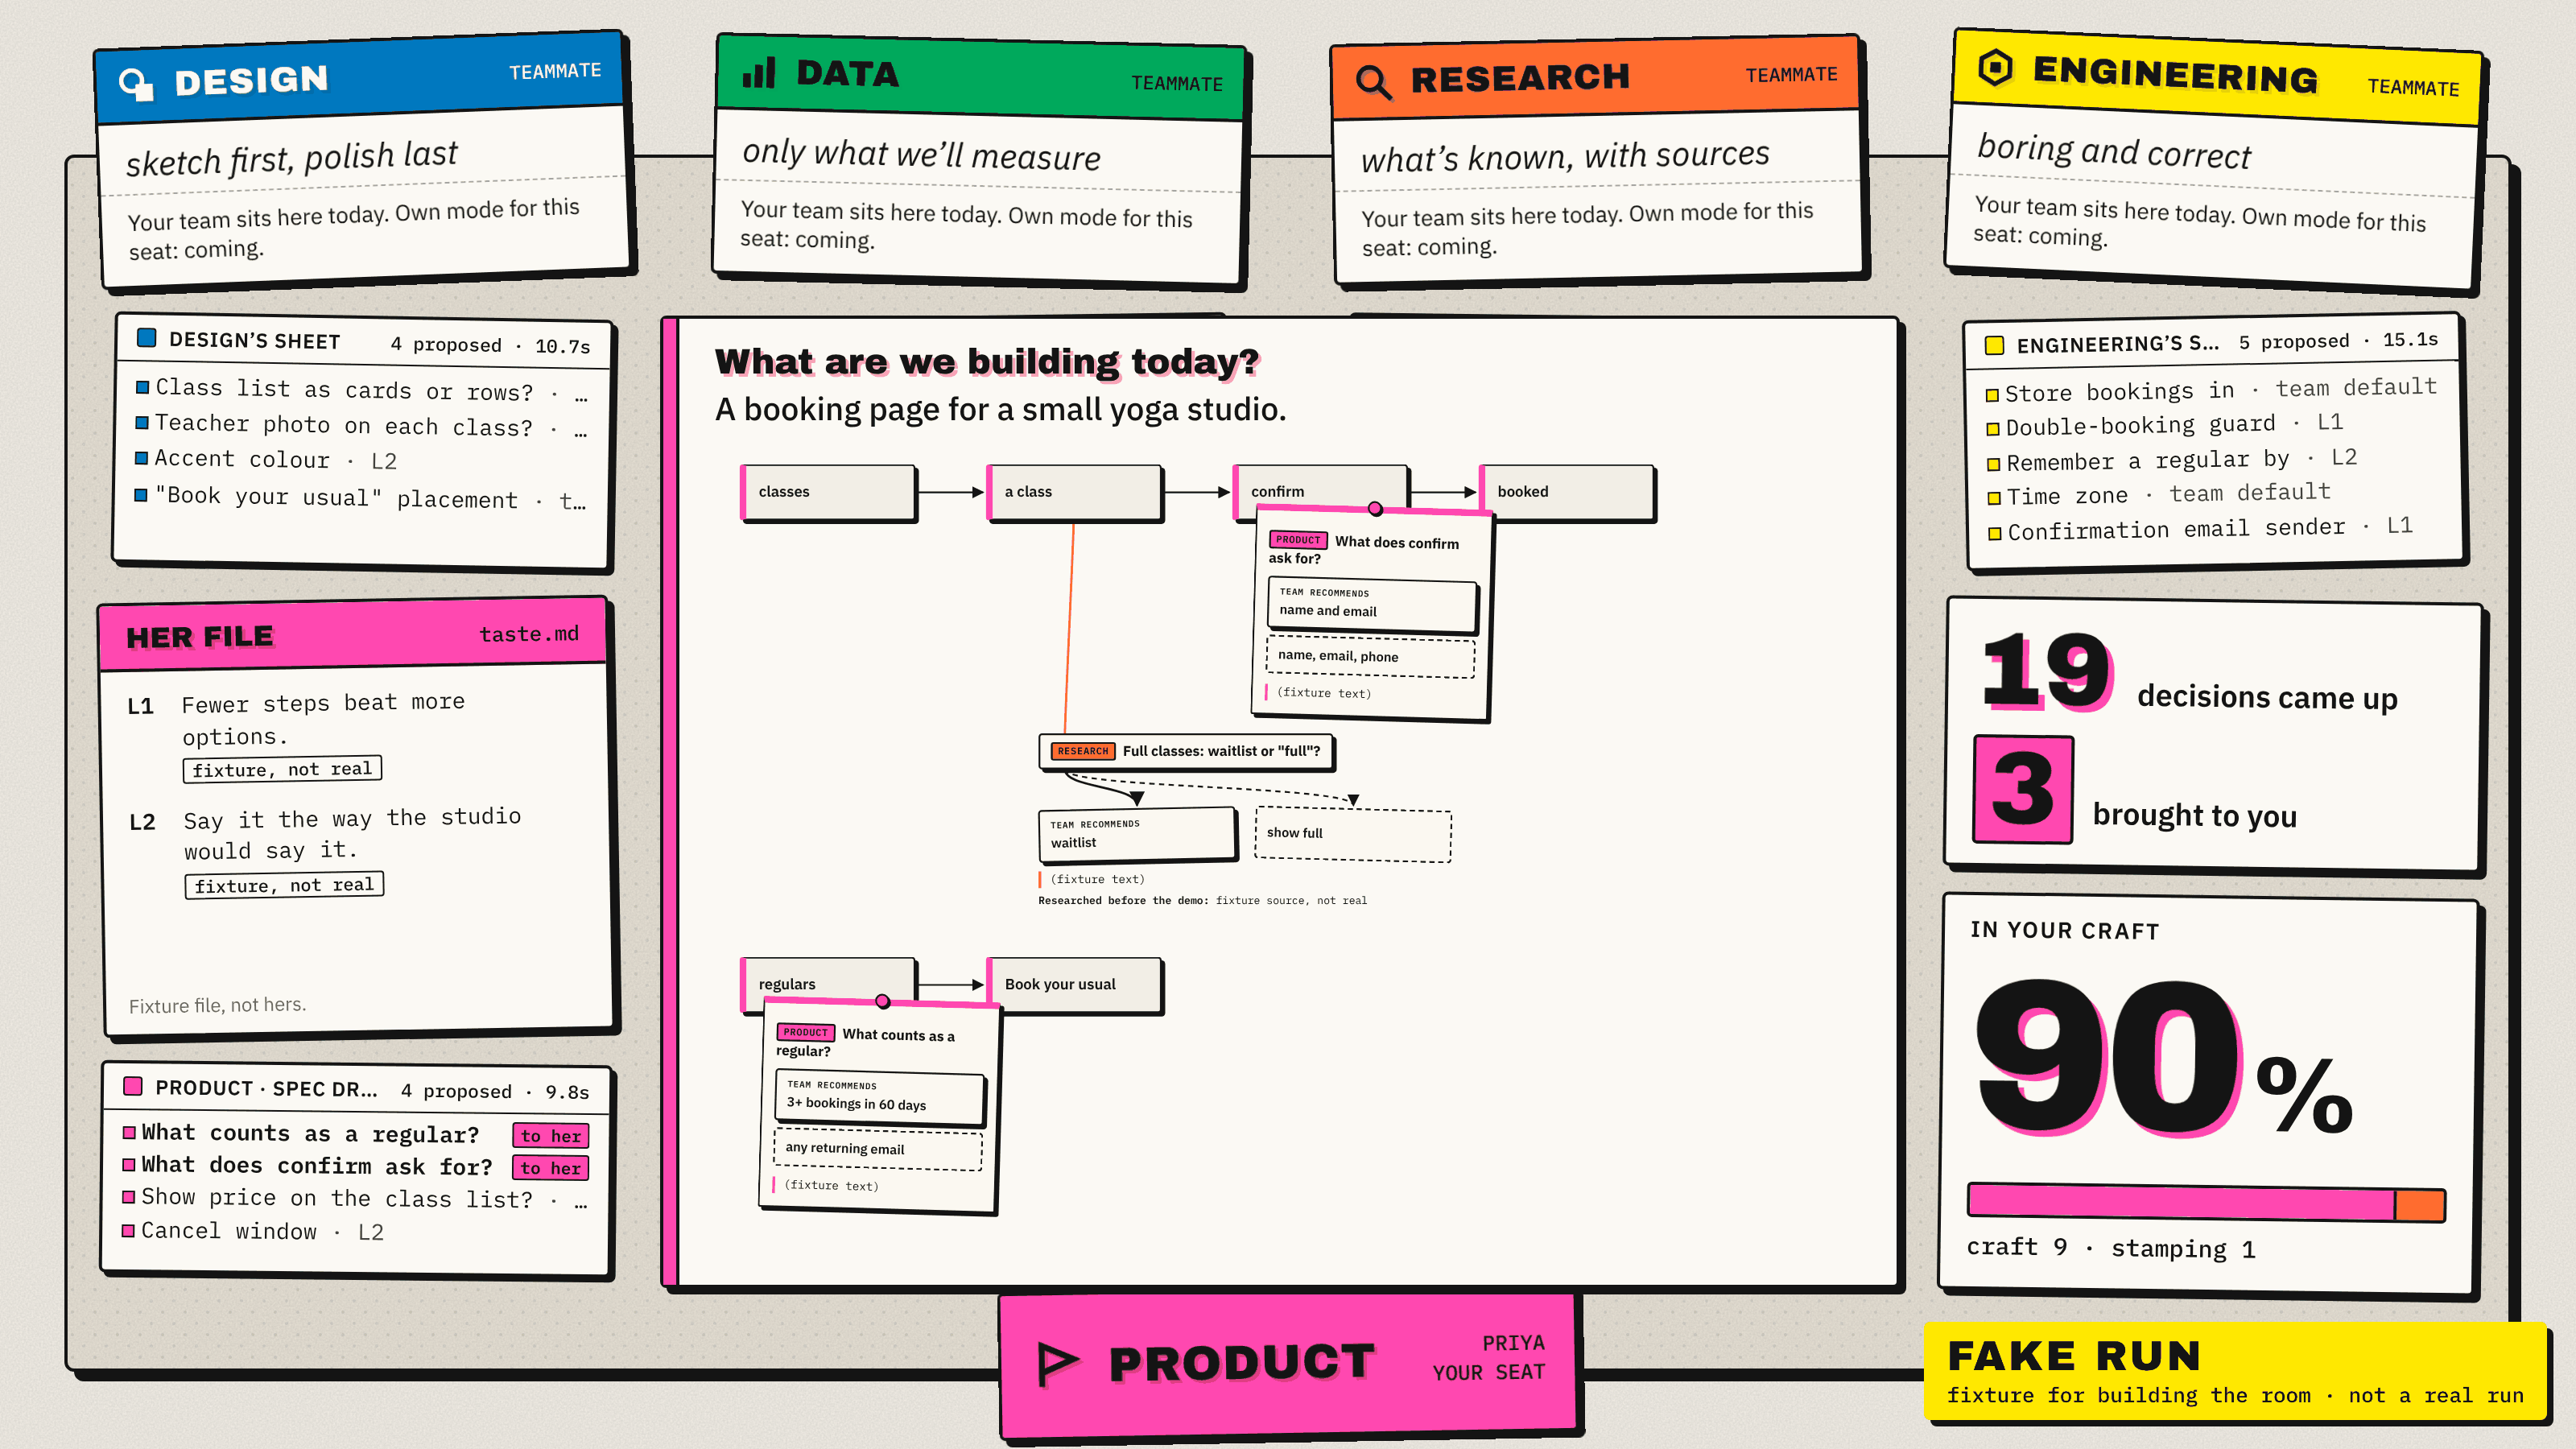 DESIGN
TEAMMATE
sketch first, polish last
Your team sits here today. Own mode for this
seat: coming.
DATA
TEAMMATE
only what we’ll measure
Your team sits here today. Own mode for this
seat: coming.
RESEARCH
TEAMMATE
what’s known, with sources
Your team sits here today. Own mode for this
seat: coming.
ENGINEERING
TEAMMATE
boring and correct
Your team sits here today. Own mode for this
seat: coming.
DESIGN’S SHEET
4 proposed · 10.7s
Class list as cards or rows? · …
Teacher photo on each class? · …
Accent colour · L2
"Book your usual" placement · t…
HER FILE
taste.md
L1 Fewer steps beat more
options.
fixture, not real
L2 Say it the way the studio
would say it.
fixture, not real
Fixture file, not hers.
PRODUCT · SPEC DR…
4 proposed · 9.8s
What counts as a regular? to her
What does confirm ask for? to her
Show price on the class list? · …
Cancel window · L2
What are we building today?
A booking page for a small yoga studio.
classes
a class
confirm
booked
PRODUCT What does confirm
ask for?
TEAM RECOMMENDS
name and email
name, email, phone
(fixture text)
RESEARCH Full classes: waitlist or "full"?
TEAM RECOMMENDS
waitlist
show full
(fixture text)
Researched before the demo: fixture source, not real
regulars
Book your usual
PRODUCT What counts as a
regular?
TEAM RECOMMENDS
3+ bookings in 60 days
any returning email
(fixture text)
ENGINEERING’S S…
5 proposed · 15.1s
Store bookings in · team default
Double-booking guard · L1
Remember a regular by · L2
Time zone · team default
Confirmation email sender · L1
19 decisions came up
3 brought to you
IN YOUR CRAFT
90%
craft 9 · stamping 1
PRODUCT
PRIYA
YOUR SEAT
FAKE RUN
fixture for building the room · not a real run